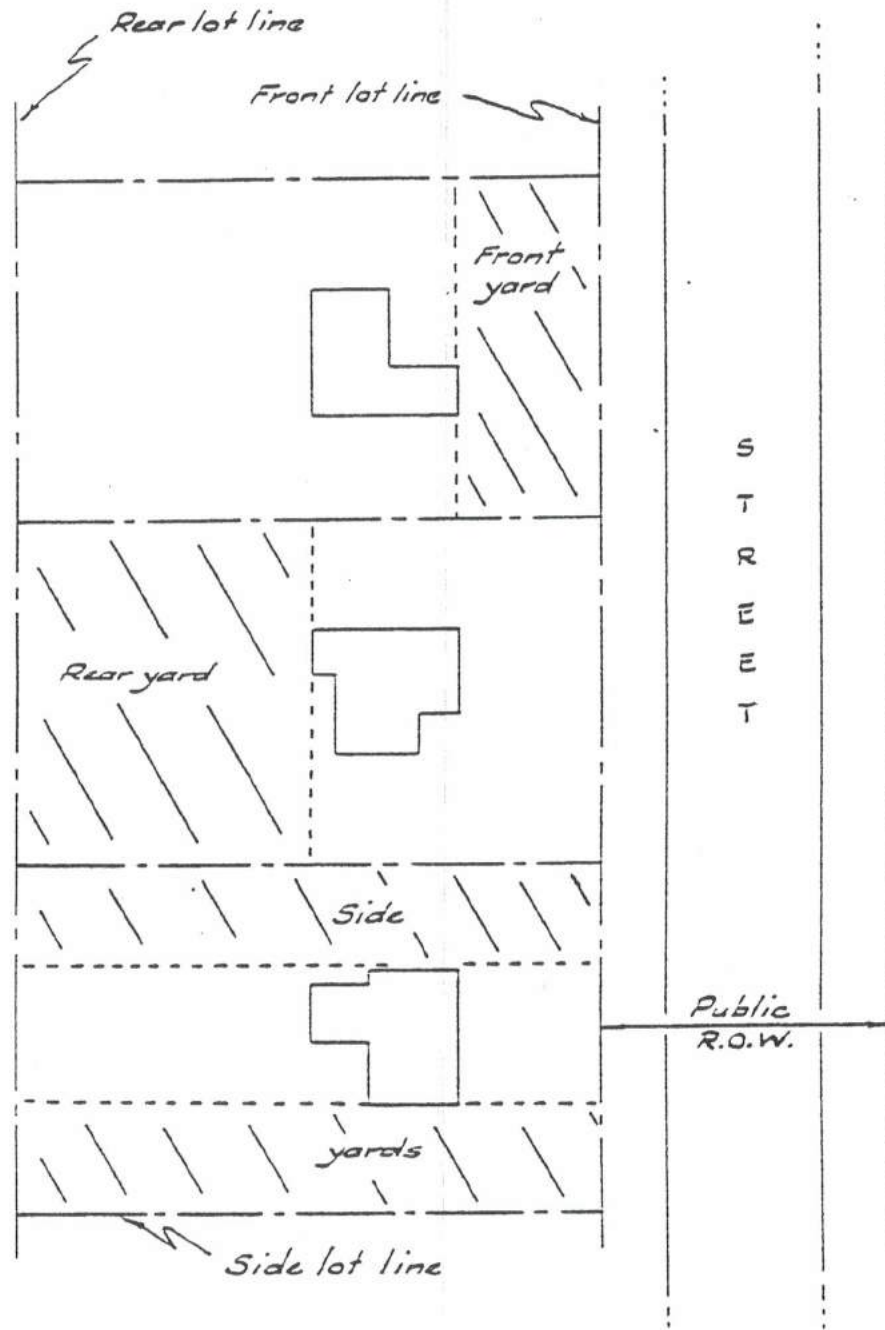 Rear lot line
Front lot line
Front
yard
S
T
R
E
E
T
Rear yard
Side
Public
R.O.W.
yards
Side lot line